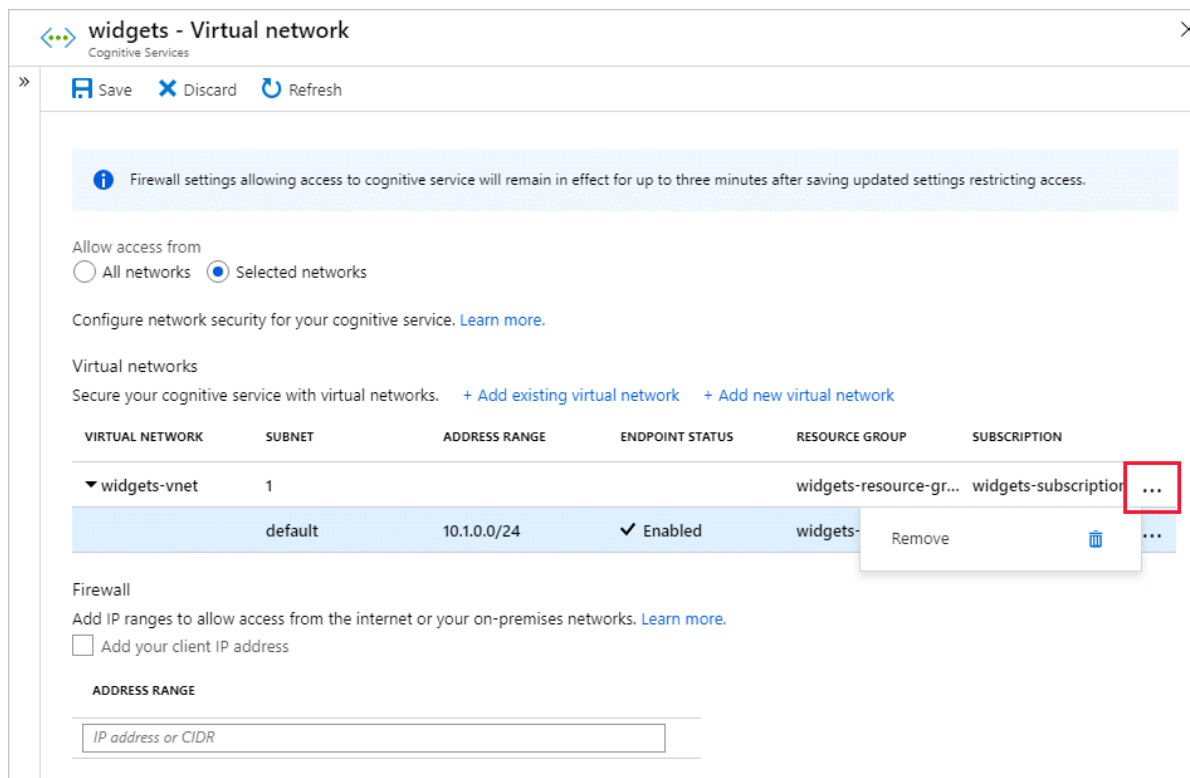 widgets - Virtual network
Cognitive Services
Save Discard Refresh
Firewall settings allowing access to cognitive service will remain in effect for up to three minutes after saving updated settings restricting access.
Allow access from
All networks Selected networks
Configure network security for your cognitive service. Learn more.
Virtual networks
Secure your cognitive service with virtual networks. + Add existing virtual network + Add new virtual network
VIRTUAL NETWORK SUBNET ADDRESS RANGE ENDPOINT STATUS RESOURCE GROUP SUBSCRIPTION
widgets-vnet 1 widgets-resource-gr... widgets-subscription ...
default 10.1.0.0/24 Enabled widgets- ...
Remove
Firewall
Add IP ranges to allow access from the internet or your on-premises networks. Learn more.
Add your client IP address
ADDRESS RANGE
IP address or CIDR